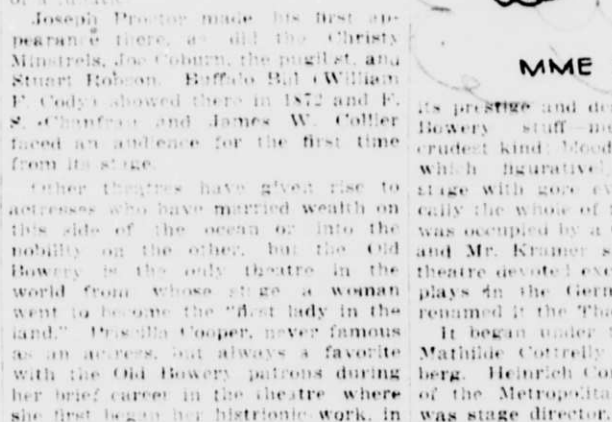 Joseph Proctor made his first ap-
pearance there, as did the Christy
Minstrels, Joe Coburn, the pugilist, and
Stuart Robson. Buffalo Bill (William
F. Cody) showed there in 1872 and F.
S. Chanfrau and James W. Collier
faced an audience for the first time
from its stage.
Other theatres have given rise to
actresses who have married wealth on
this side of the ocean or into the
nobility on the other, but the Old
Bowery is the only theatre in the
world from whose stage a woman
went to become the "first lady in the
land." Priscilla Cooper, never famous
as an actress, but always a favorite
with the Old Bowery patrons during
her brief career in the theatre where
she first began her histrionic work, in
MME
its prestige and
Bowery stuff—
crudest kind; blood
which figuratively
stage with gore
cally the whole of
was occupied by a
and Mr. Kramer
theatre devoted
plays in the
renamed it the
It began under
Mathilde Cottrelly
berg. Heinrich
of the
was stage director.